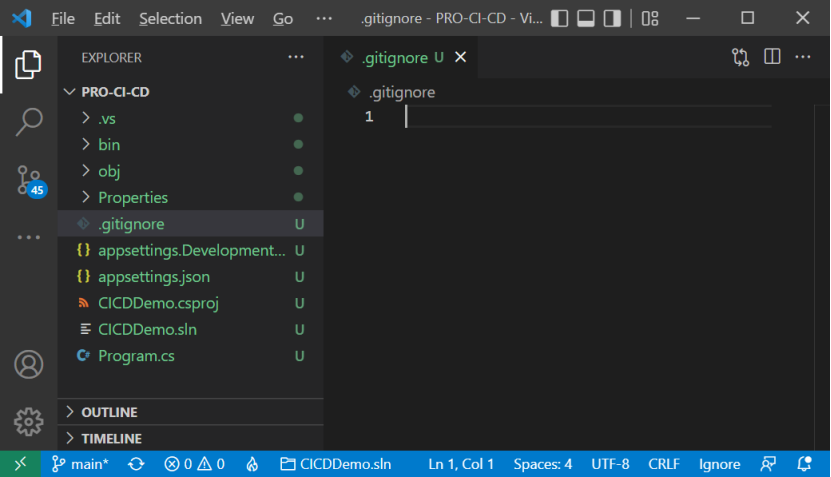 File Edit Selection View Go ··· .gitignore - PRO-CI-CD - Vi...
EXPLORER ···
.gitignore U
PRO-CI-CD
.gitignore
.vs
1
bin
obj
45
Properties
.gitignore U
appsettings.Development... U
appsettings.json U
CICDDemo.csproj U
CICDDemo.sln U
C# Program.cs U
OUTLINE
TIMELINE
main* 0 0 CICDDemo.sln Ln 1, Col 1 Spaces: 4 UTF-8 CRLF Ignore